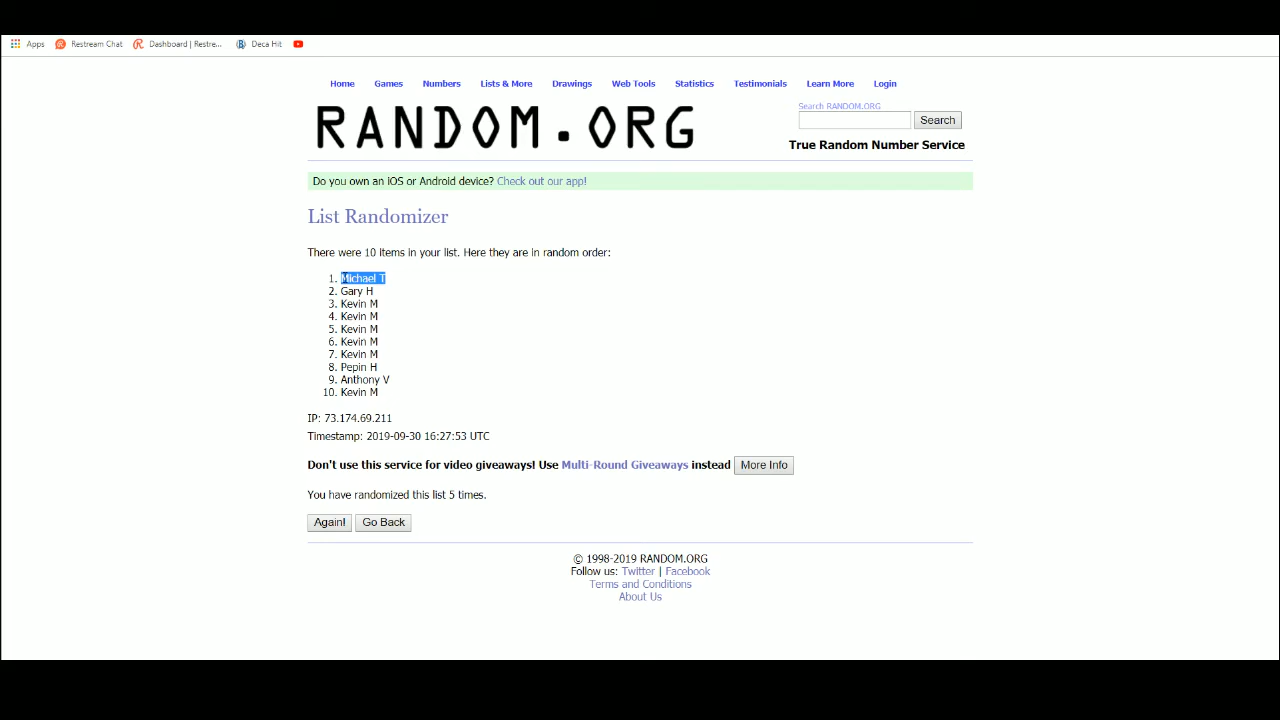 Apps Restream Chat Dashboard | Restre... Deca Hit
Home Games Numbers Lists & More Drawings Web Tools Statistics Testimonials Learn More Login
RANDOM.ORG
Search RANDOM.ORG
Search
True Random Number Service
Do you own an iOS or Android device? Check out our app!
List Randomizer
There were 10 items in your list. Here they are in random order:
1. Michael T
2. Gary H
3. Kevin M
4. Kevin M
5. Kevin M
6. Kevin M
7. Kevin M
8. Pepin H
9. Anthony V
10. Kevin M
IP: 73.174.69.211
Timestamp: 2019-09-30 16:27:53 UTC
Don't use this service for video giveaways! Use Multi-Round Giveaways instead More Info
You have randomized this list 5 times.
Again! Go Back
© 1998-2019 RANDOM.ORG
Follow us: Twitter | Facebook
Terms and Conditions
About Us